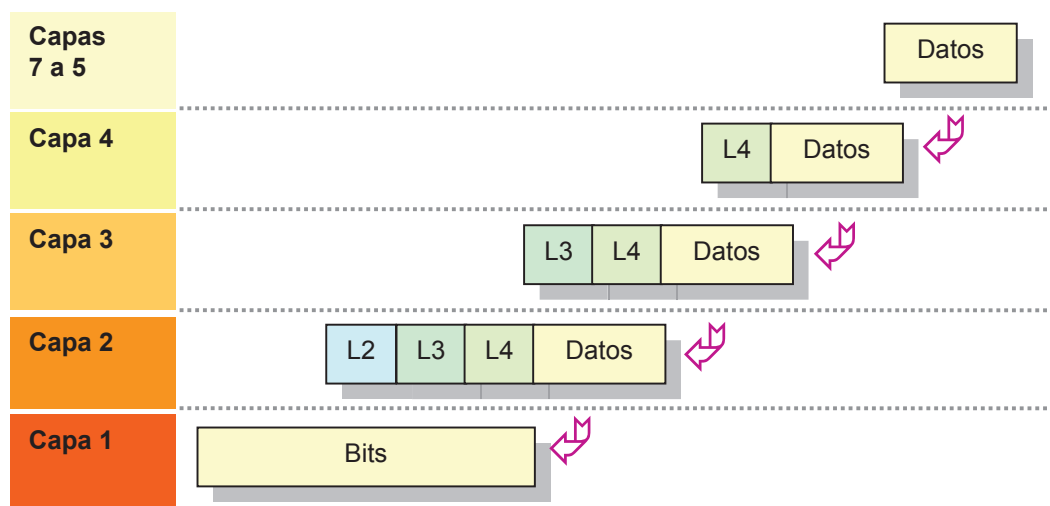 Capas
7 a 5
Datos
Capa 4
L4 Datos
Capa 3
L3 L4 Datos
Capa 2
L2 L3 L4 Datos
Capa 1
Bits